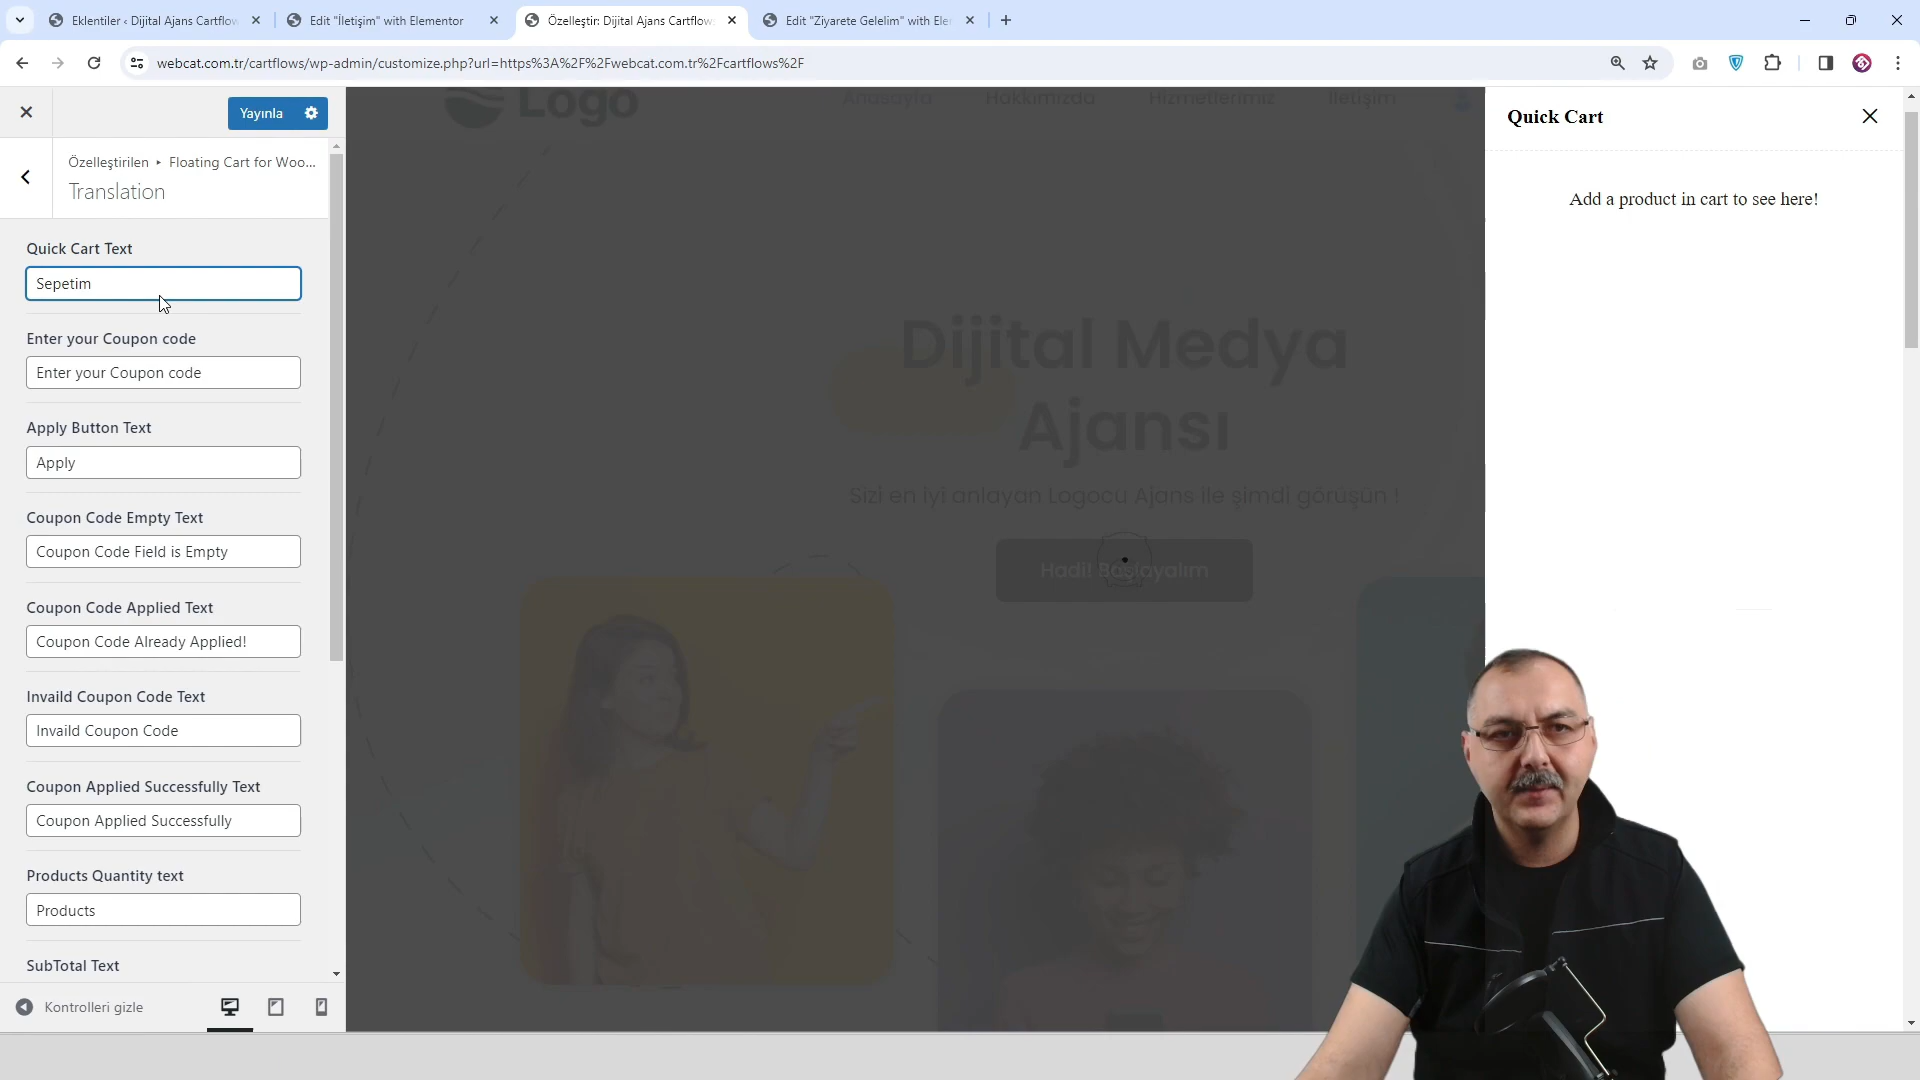 Eklentiler ‹ Dijital Ajans Cartflow
Edit "İletişim" with Elementor
Özelleştir: Dijital Ajans Cartflows
Edit "Ziyarete Gelelim" with Ele
webcat.com.tr/cartflows/wp-admin/customize.php?url=https%3A%2F%2Fwebcat.com.tr%2Fcartflows%2F
Yayınla
Özelleştirilen ▸ Floating Cart for Woo...
Translation
Quick Cart Text
Sepetim
Enter your Coupon code
Enter your Coupon code
Apply Button Text
Apply
Coupon Code Empty Text
Coupon Code Field is Empty
Coupon Code Applied Text
Coupon Code Already Applied!
Invaild Coupon Code Text
Invaild Coupon Code
Coupon Applied Successfully Text
Coupon Applied Successfully
Products Quantity text
Products
SubTotal Text
Kontrolleri gizle
Logo
Anasayfa
Hakkımızda
Hizmetlerimiz
İletişim
Dijital Medya
Ajansı
Sizi en iyi anlayan Logocu Ajans ile şimdi görüşün !
Hadi! Başlayalım
Quick Cart
Add a product in cart to see here!